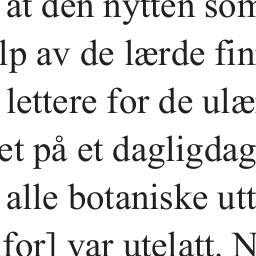 at den nytten som
lp av de lærde fin
lettere for de ulæ
et på et dagligdag
alle botaniske utt
for] var utelatt. N